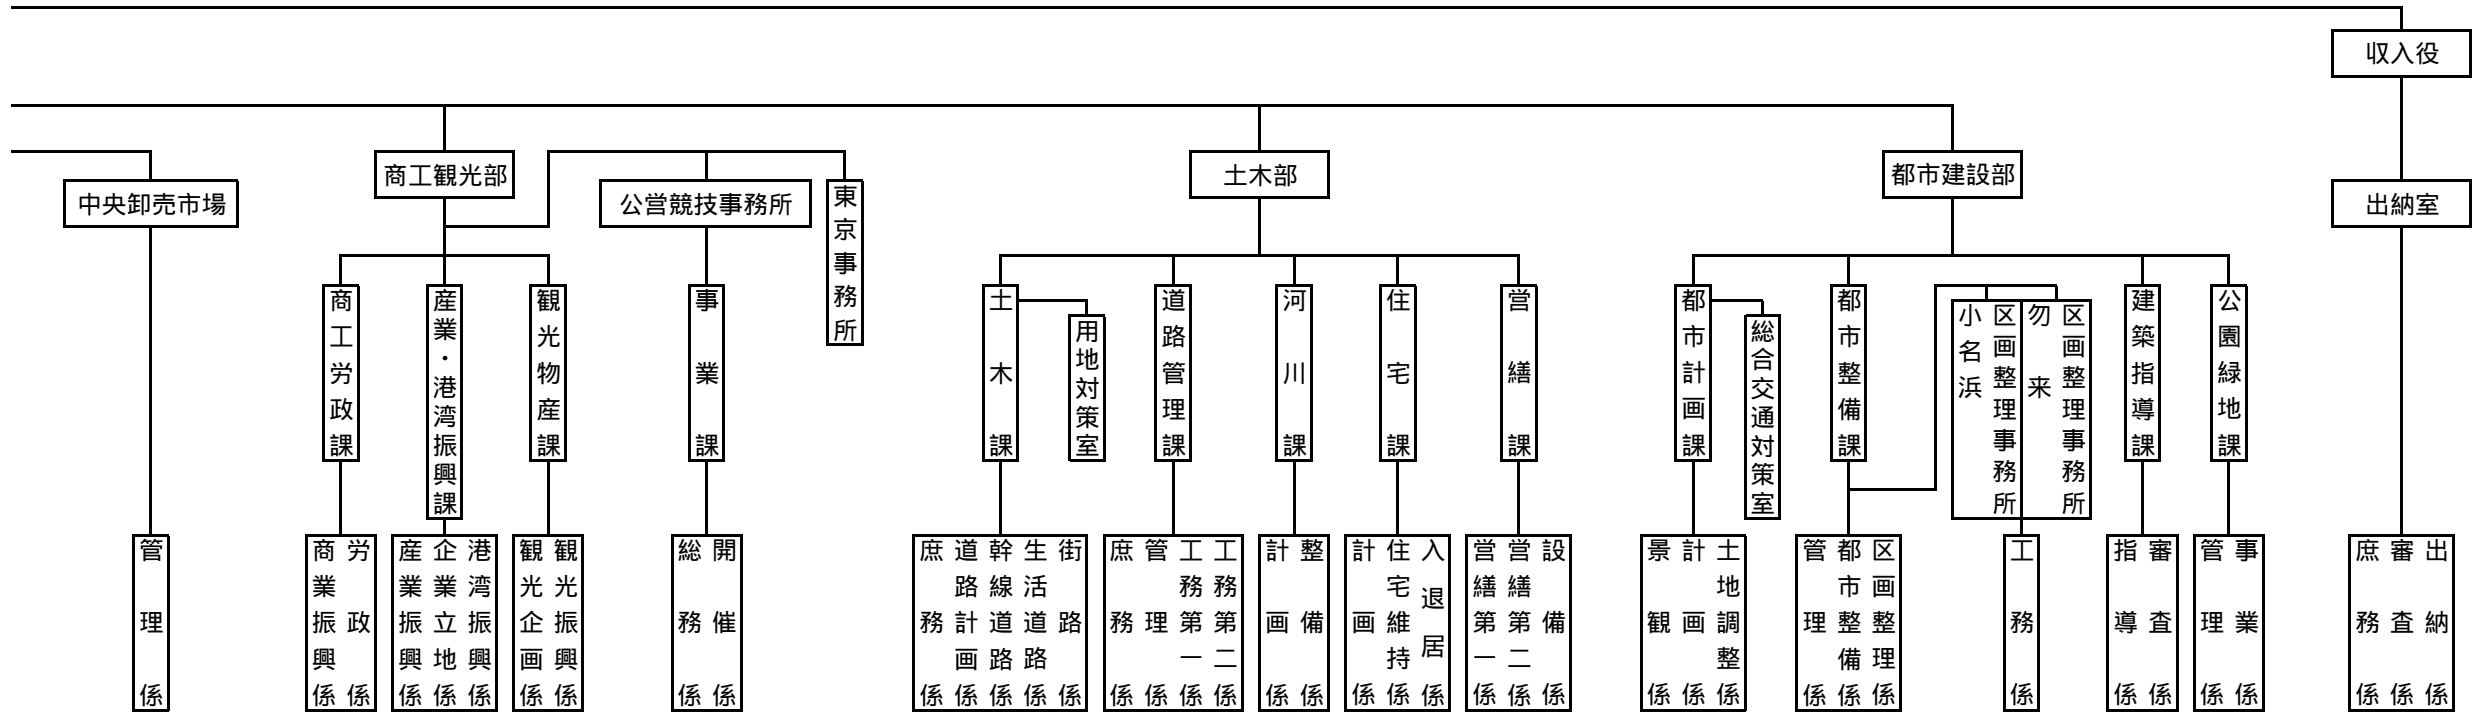 収入役
商工観光部
土木部
都市建設部
中央卸売市場
公営競技事務所
東京事務所
出納室
商工労政課
産業・港湾振興課
観光物産課
事業課
土木課
用地対策室
道路管理課
河川課
住宅課
営繕課
都市計画課
総合交通対策室
都市整備課
小名浜
区画整理事務所
勿来
区画整理事務所
建築指導課
公園緑地課
管理係
商業振興係
労政係
産業振興係
企業立地係
港湾振興係
観光企画係
観光振興係
総務係
開催係
庶務係
道路計画係
幹線道路係
生活道路係
街路係
庶務係
管理係
工務第一係
工務第二係
計画係
整備係
計画係
住宅維持係
入退居係
営繕第一係
営繕第二係
設備係
景観係
計画係
土地調整係
管理係
都市整備係
区画整理係
工務係
指導係
審査係
管理係
事業係
庶務係
審査係
出納係